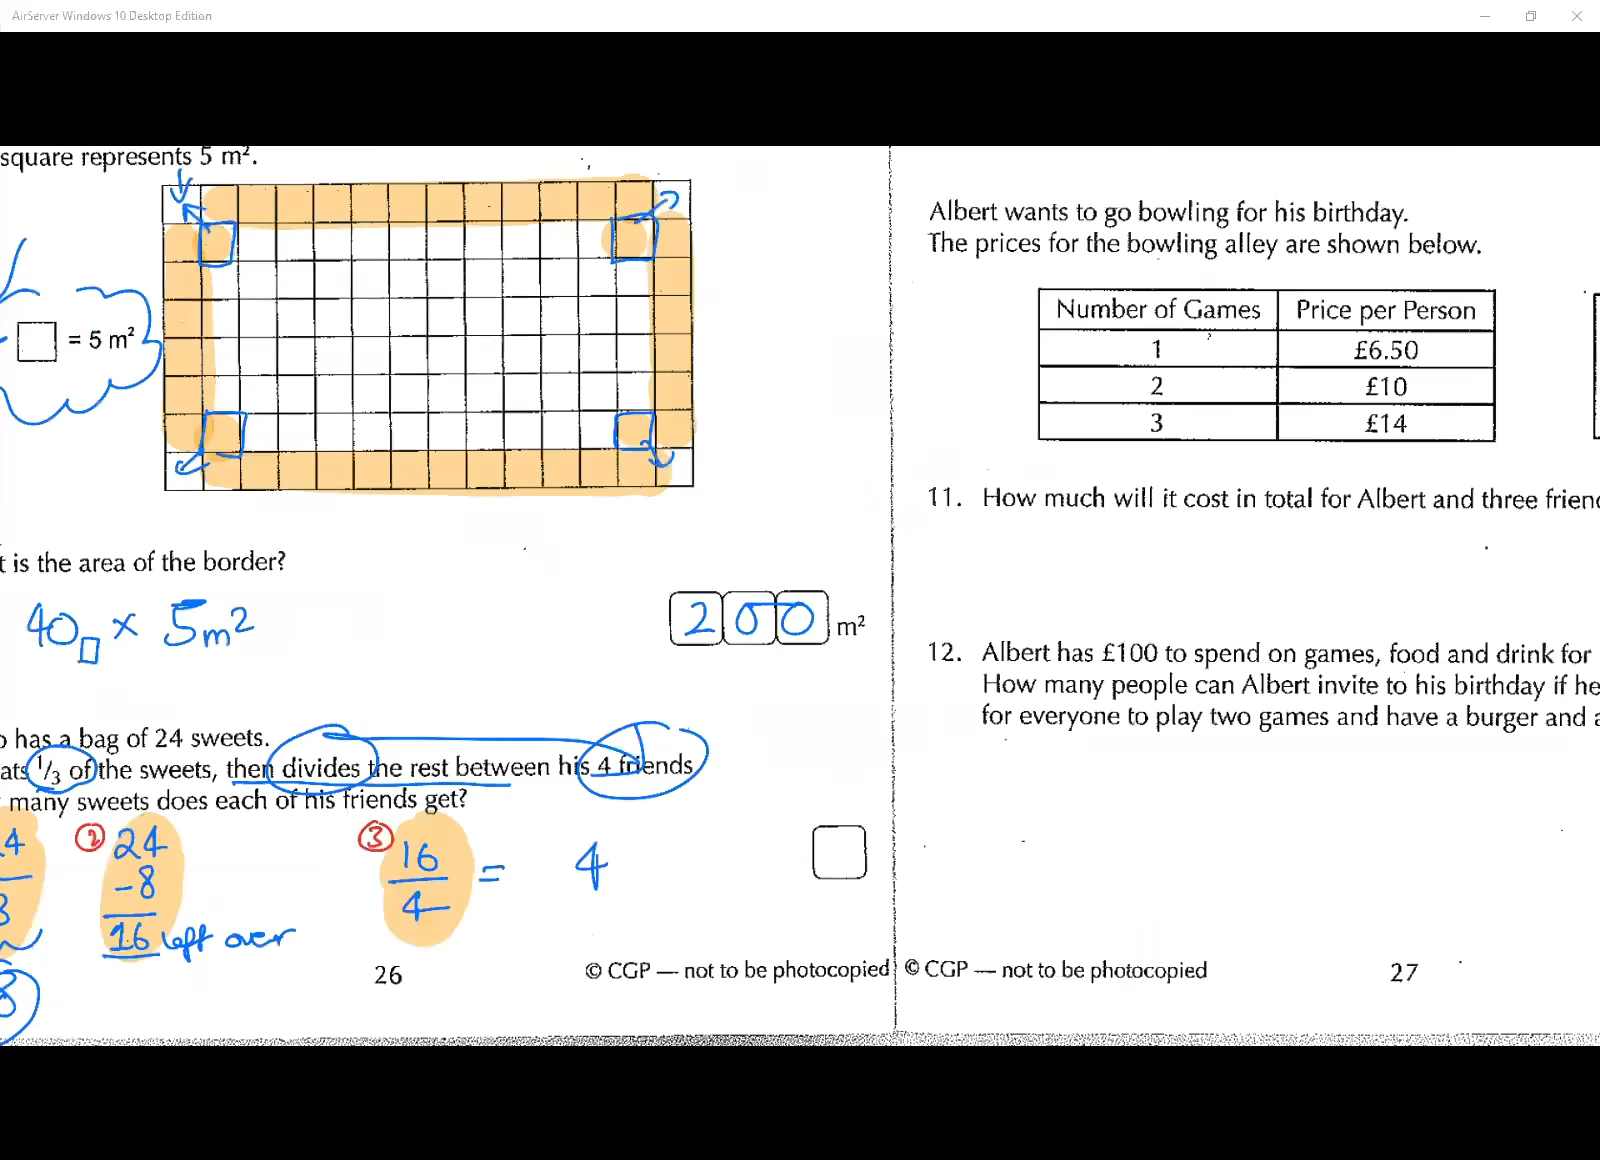 AirServer Windows 10 Desktop Edition
square represents 5 m².
= 5 m²
is the area of the border?
40 × 5m²
200 m²
has a bag of 24 sweets.
1/3 of the sweets, then divides the rest between his 4 friends
many sweets does each of his friends get?
② 24
-8
16 left over
③ 16
4
= 4
8
26
© CGP — not to be photocopied
Albert wants to go bowling for his birthday.
The prices for the bowling alley are shown below.
Number of Games Price per Person
1 £6.50
2 £10
3 £14
11. How much will it cost in total for Albert and three
12. Albert has £100 to spend on games, food and drink for
How many people can Albert invite to his birthday if he
for everyone to play two games and have a burger and
© CGP — not to be photocopied
27